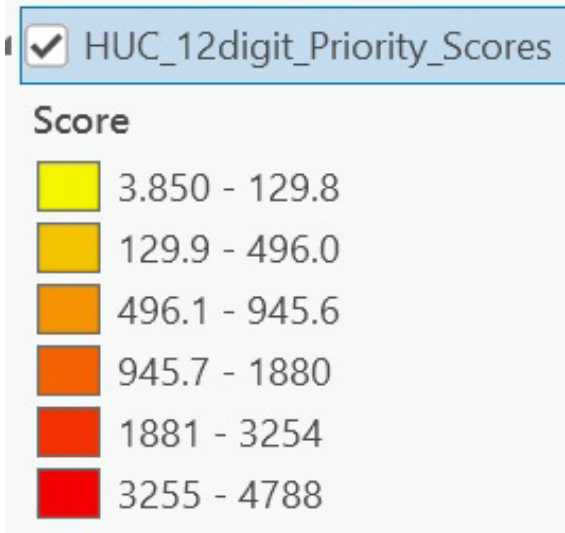 HUC_12digit_Priority_Scores
Score
3.850 - 129.8
129.9 - 496.0
496.1 - 945.6
945.7 - 1880
1881 - 3254
3255 - 4788